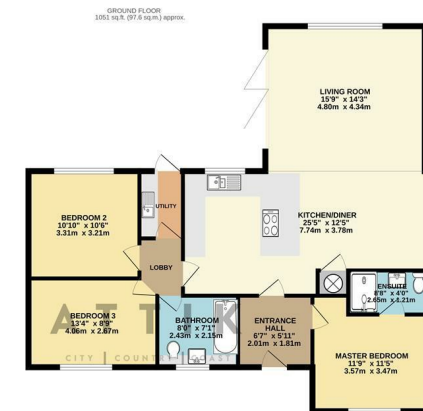 GROUND FLOOR
1051 sq.ft. (97.6 sq.m.) approx.
LIVING ROOM
15'9" x 14'3"
4.80m x 4.34m
KITCHEN/DINER
25'5" x 12'5"
7.74m x 3.78m
UTILITY
BEDROOM 2
10'10" x 10'6"
3.31m x 3.21m
LOBBY
ENSUITE
8'8" x 4'0"
2.65m x 1.21m
BEDROOM 3
13'4" x 8'9"
4.06m x 2.67m
BATHROOM
8'0" x 7'1"
2.43m x 2.15m
ENTRANCE
HALL
6'7" x 5'11"
2.01m x 1.81m
MASTER BEDROOM
11'9" x 11'5"
3.57m x 3.47m
ATTIK
CITY | COUNTRY | COAST